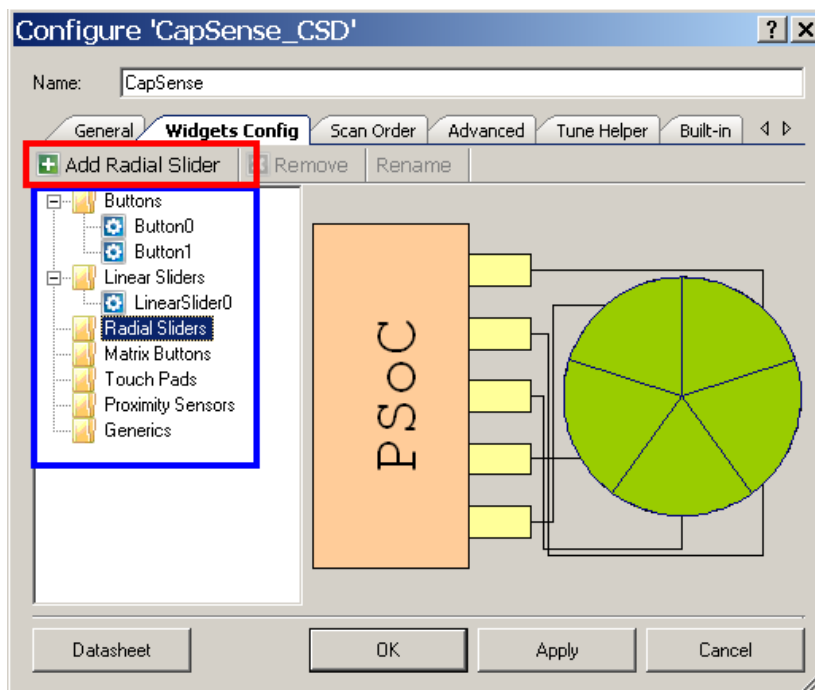 Configure 'CapSense_CSD'
Name: CapSense
General Widgets Config Scan Order Advanced Tune Helper Built-in
Add Radial Slider Remove Rename
Buttons
Button0
Button1
Linear Sliders
LinearSlider0
Radial Sliders
Matrix Buttons
Touch Pads
Proximity Sensors
Generics
PSoC
Datasheet OK Apply Cancel